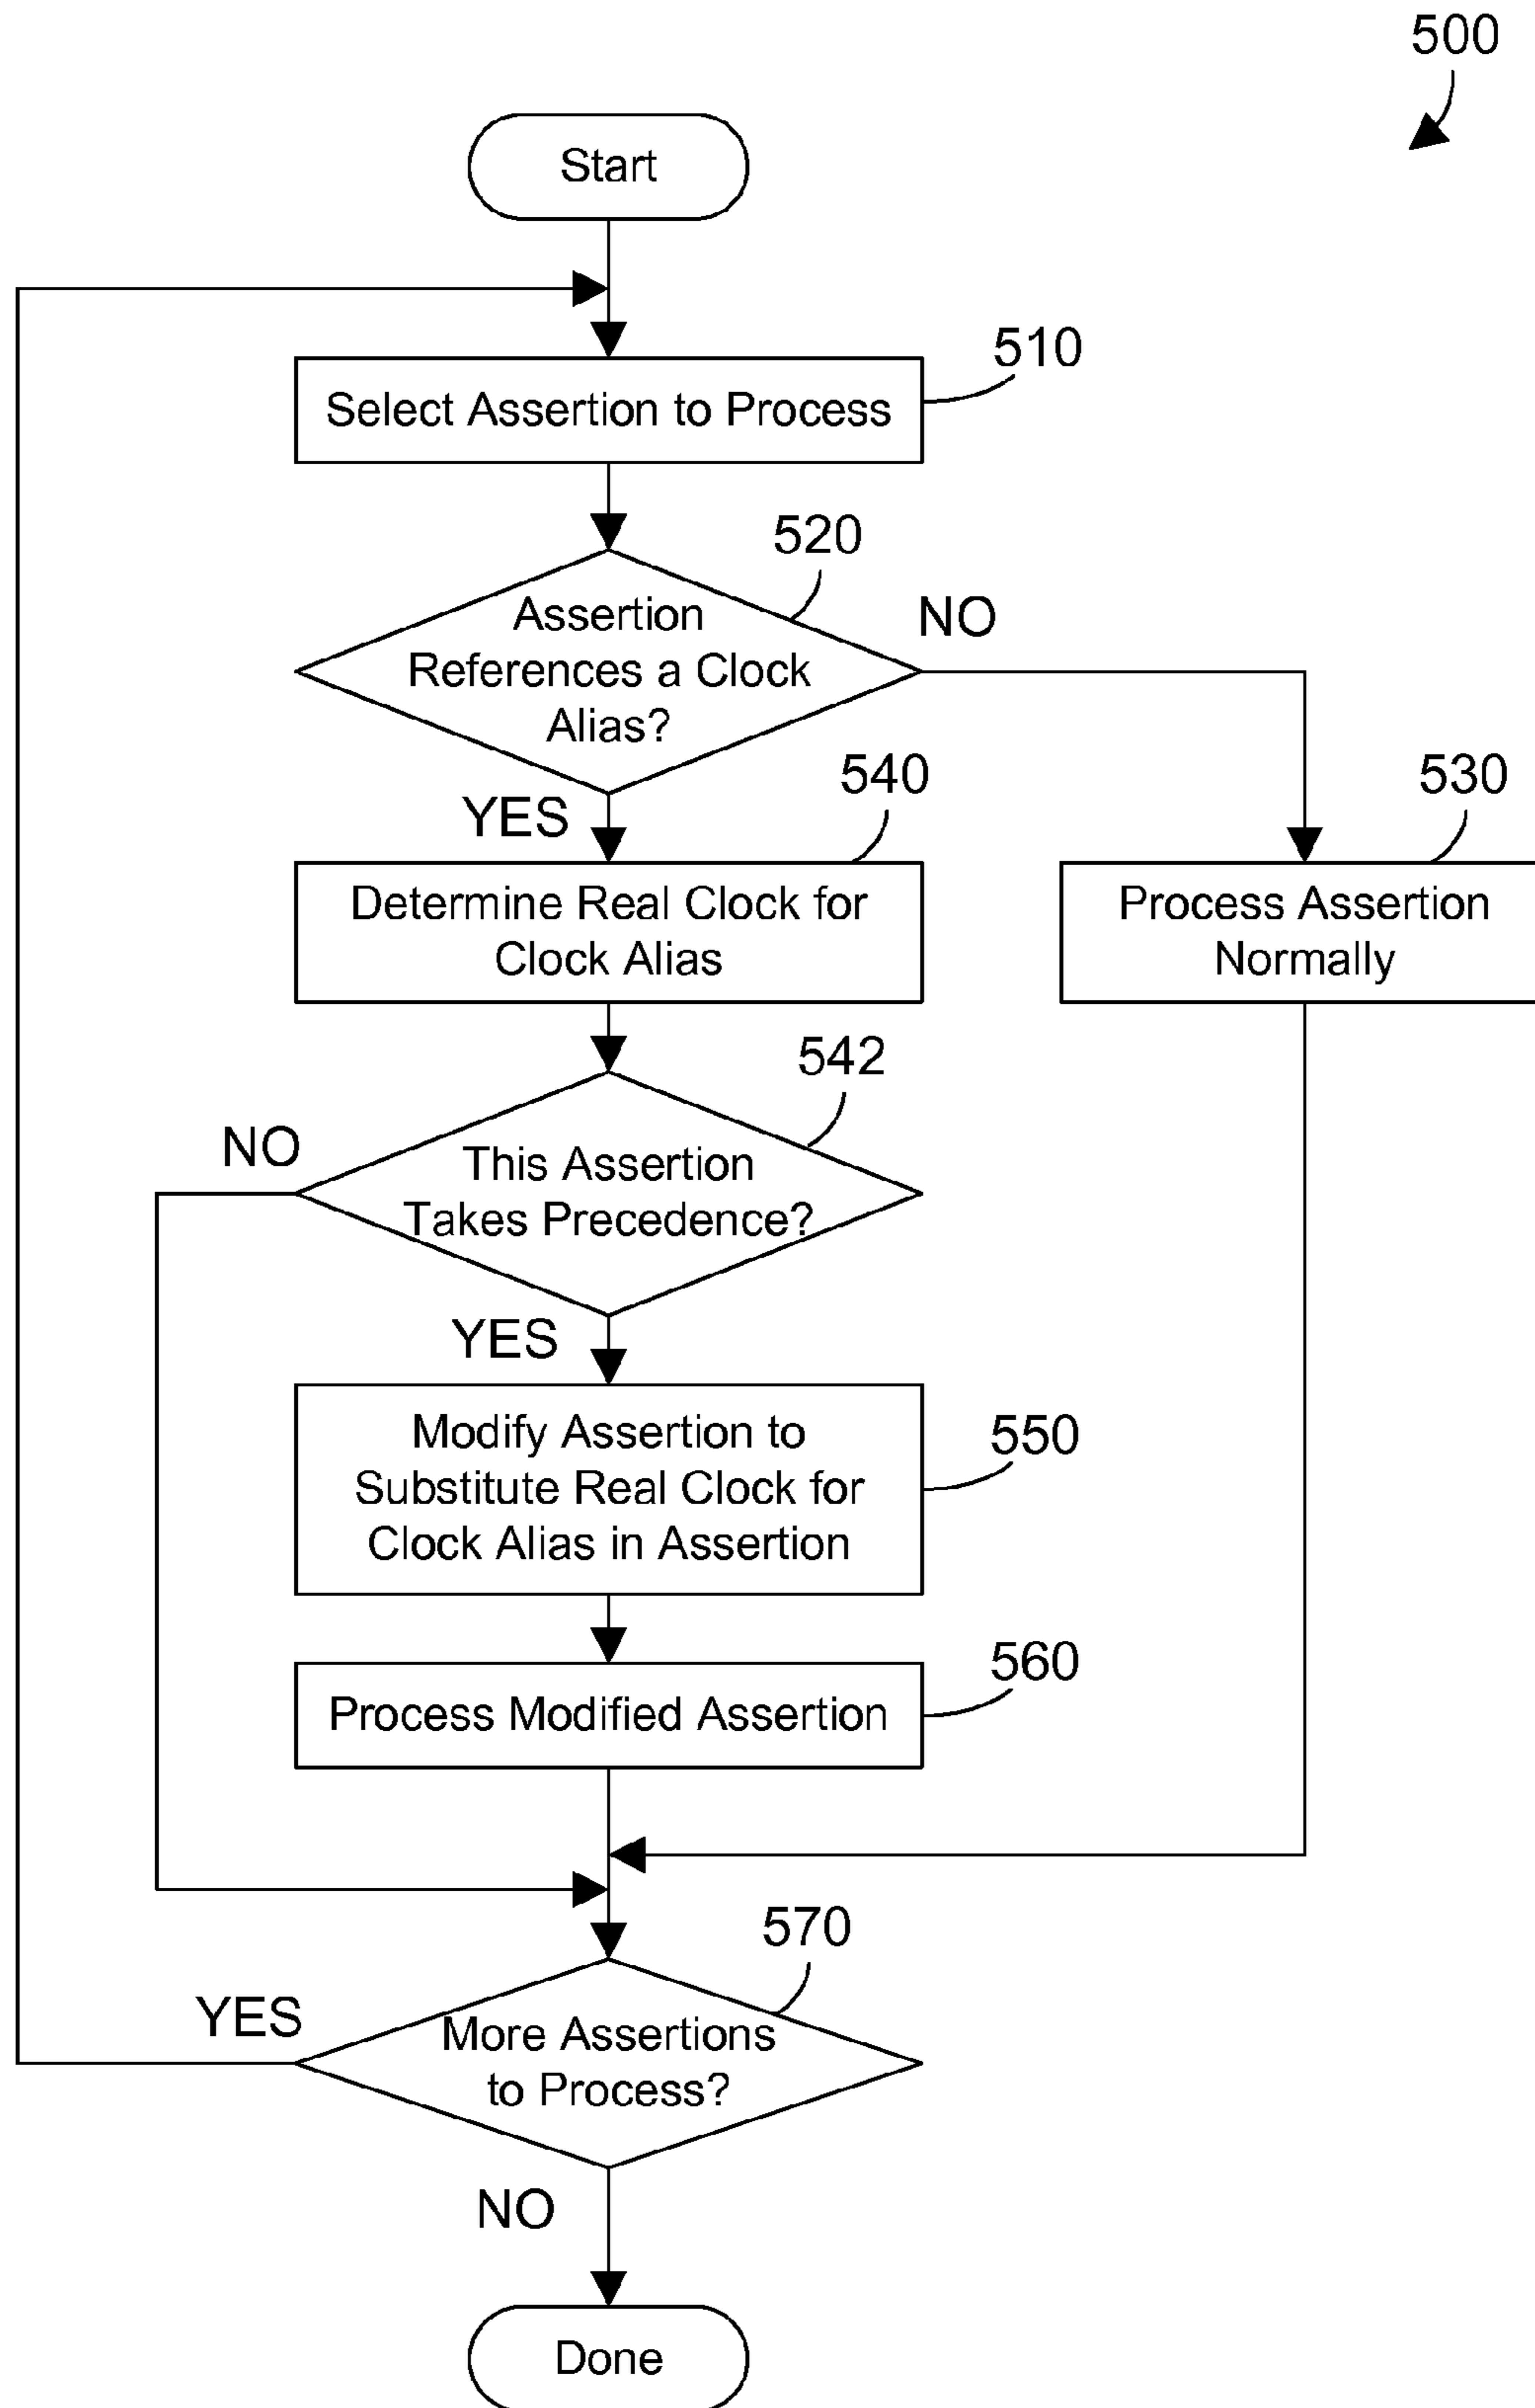 500
Start
510
Select Assertion to Process
520
Assertion
References a Clock
Alias?
NO
YES
540
530
Determine Real Clock for
Clock Alias
Process Assertion
Normally
542
NO
This Assertion
Takes Precedence?
YES
Modify Assertion to
Substitute Real Clock for
Clock Alias in Assertion
550
560
Process Modified Assertion
570
YES
More Assertions
to Process?
NO
Done